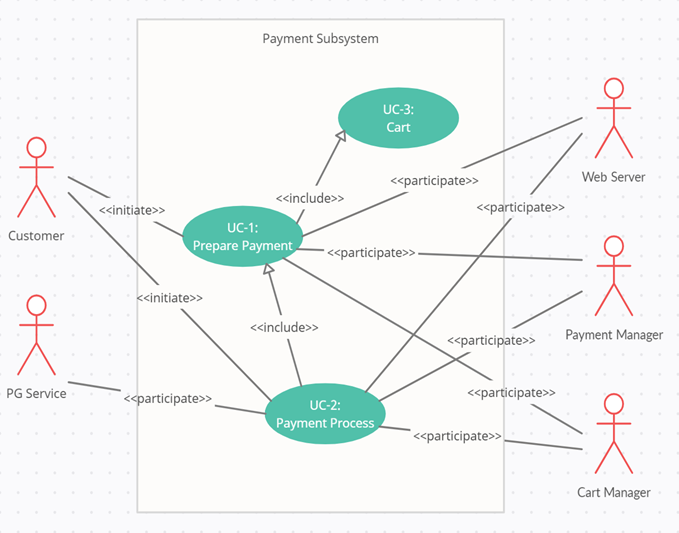 Payment Subsystem
UC-3:
Cart
Web Server
<<participate>>
<<include>>
<<participate>>
Customer
<<initiate>>
UC-1:
Prepare Payment
<<participate>>
<<initiate>>
<<include>>
Payment Manager
<<participate>>
PG Service
<<participate>>
<<participate>>
UC-2:
Payment Process
<<participate>>
Cart Manager